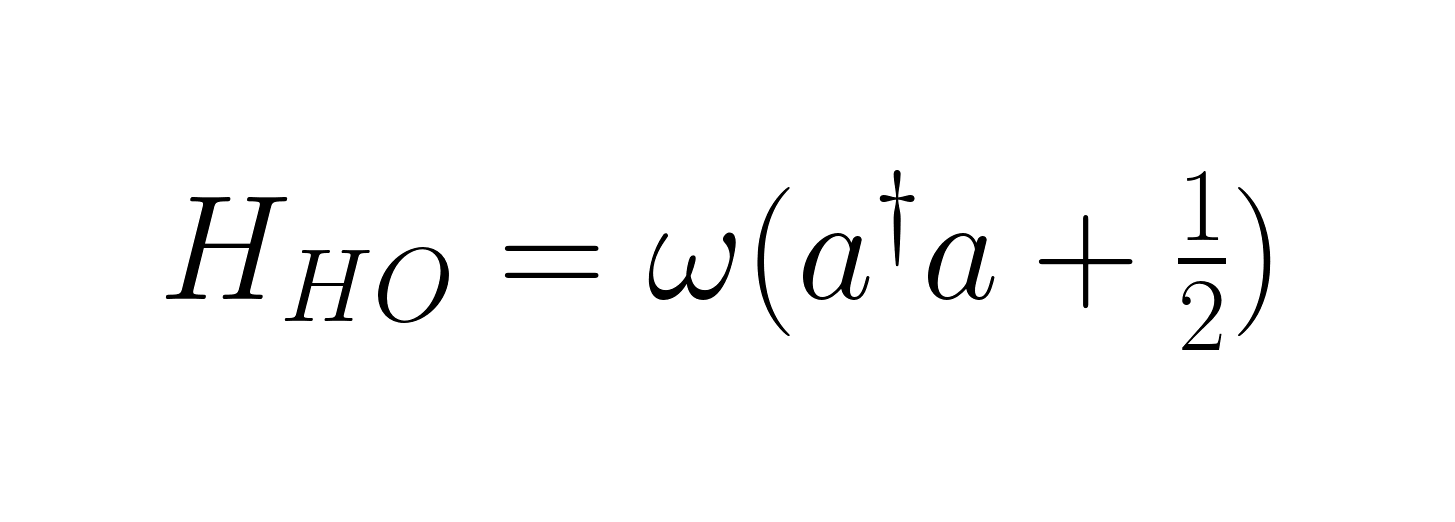 $H_{HO} = \omega(a^\dagger a + \frac{1}{2})$